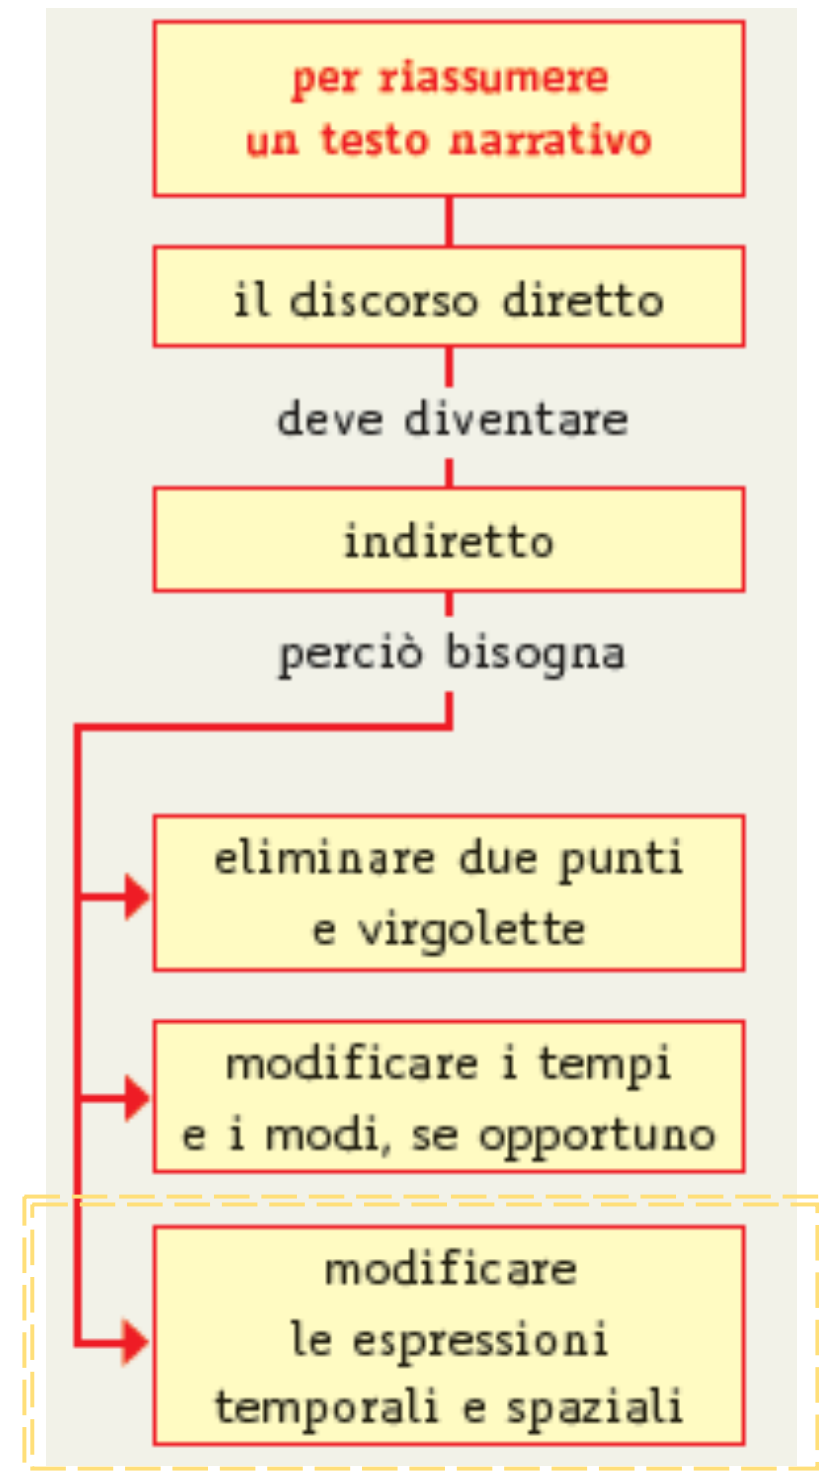 per riassumere
un testo narrativo
il discorso diretto
deve diventare
indiretto
perciò bisogna
eliminare due punti
e virgolette
modificare i tempi
e i modi, se opportuno
modificare
le espressioni
temporali e spaziali